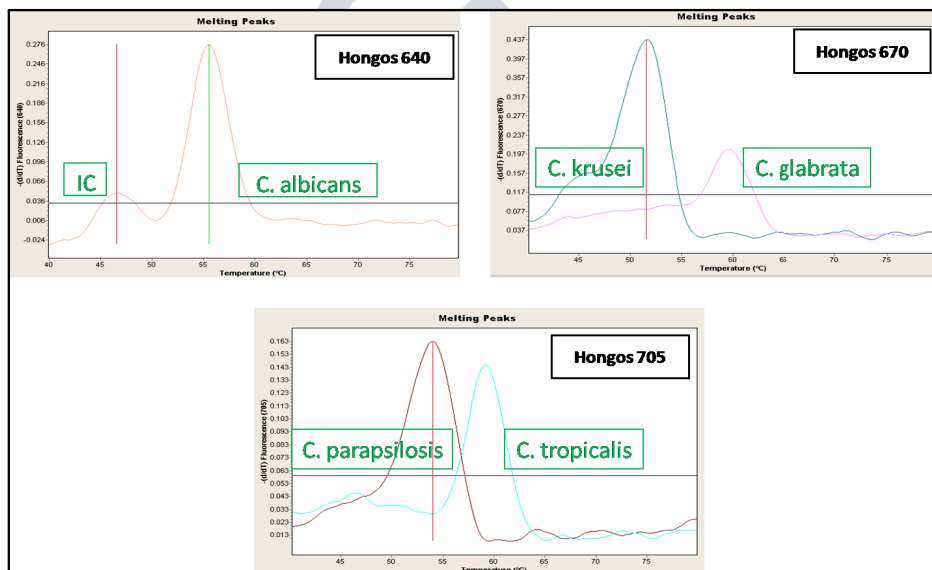 Melting Peaks
Hongos 640
-(d/dT) Fluorescence (640)
0.276
0.246
0.216
0.186
0.156
0.126
0.096
0.066
0.036
0.006
-0.024
IC
C. albicans
40 45 50 55 60 65 70 75
Temperature (°C)
Melting Peaks
Hongos 670
-(d/dT) Fluorescence (670)
0.437
0.397
0.357
0.317
0.277
0.237
0.197
0.157
0.117
0.077
0.037
C. krusei
C. glabrata
45 50 55 60 65 70 75
Temperature (°C)
Melting Peaks
Hongos 705
-(d/dT) Fluorescence (705)
0.163
0.153
0.143
0.133
0.123
0.113
0.103
0.093
0.083
0.073
0.063
0.053
0.043
0.033
0.023
0.013
C. parapsilosis
C. tropicalis
45 50 55 60 65 70 75
Temperature (°C)